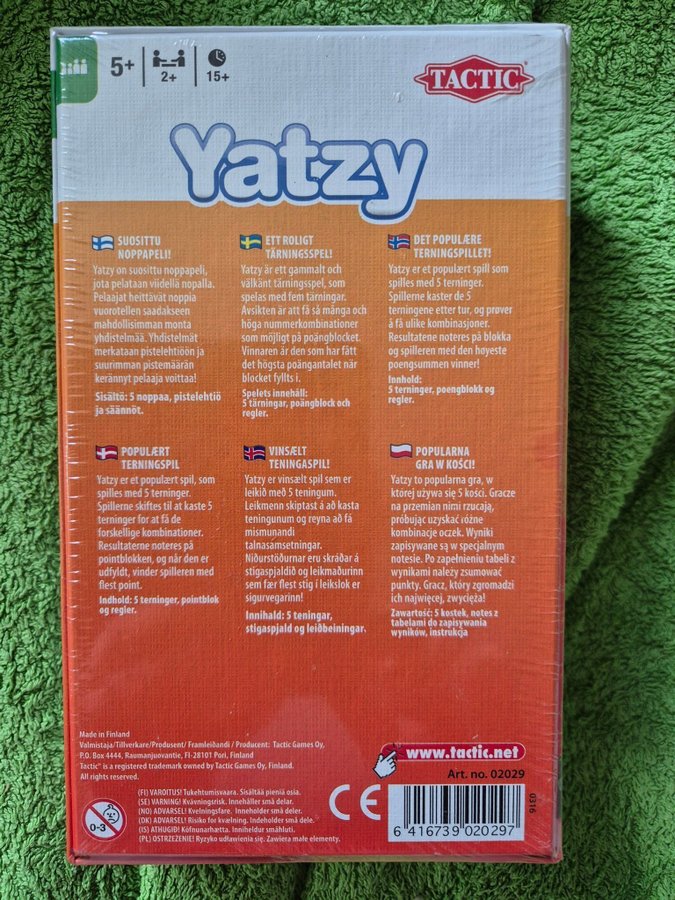 5+
2+
15+
TACTIC
Yatzy
SUOSITTU
NOPPAPELI!
Yatzy on suosittu noppapeli,
jota pelataan viidellä nopalla.
Pelaajat heittävät noppia
vuorotellen saadakseen
mahdollisimman monta
yhdistelmää. Yhdistelmät
merkataan pistelehtiöön ja
suurimman pistemäärän
kerännyt pelaaja voittaa!
Sisältö: 5 noppaa, pistelehtiö
ja säännöt.
ETT ROLIGT
TÄRNINGSSPEL!
Yatzy är ett gammalt och
välkänt tärningsspel, som
spelas med fem tärningar.
Avsikten är att få så många och
höga nummerkombinationer
som möjligt på poängblocket.
Vinnaren är den som har fått
det högsta poängantalet när
blocket fyllts i.
Spelets innehåll:
5 tärningar, poängblock och
regler.
DET POPULÆRE
TERNINGSPILLET!
Yatzy er et populært spill som
spilles med 5 terninger.
Spillerne kaster de 5
terningene etter tur, og prøver
å få ulike kombinasjoner.
Resultatene noteres på blokka
og spilleren med den høyeste
poengsummen vinner!
Innhold:
5 terninger, poengblokk og
regler.
POPULÆRT
TERNINGSPIL
Yatzy er et populært spil, som
spilles med 5 terninger.
Spillerne skiftes til at kaste 5
terninger for at få de
forskellige kombinationer.
Resultaterne noteres på
pointblokken, og når den er
udfyldt, vinder spilleren med
flest point.
Indhold: 5 terninger, pointblok
og regler.
VINSÆLT
TENINGASPIL!
Yatzy er vinsælt spil sem er
leikið með 5 teningum.
Leikmenn skiptast á að kasta
teningunum og reyna að fá
mismunandi
talnasamsetningar.
Niðurstöðurnar eru skráðar á
stigaspjaldið og leikmaðurinn
sem fær flest stig í leikslok er
sigurvegarinn!
Innihald: 5 teningar,
stigaspjald og leiðbeiningar.
POPULARNA
GRA W KOŚCI!
Yatzy to popularna gra, w
której używa się 5 kości. Gracze
na przemian nimi rzucają,
próbując uzyskać różne
kombinacje oczek. Wyniki
zapisywane są w specjalnym
notesie. Po zapełnieniu tabeli z
wynikami należy zsumować
punkty. Gracz, który zgromadzi
ich najwięcej, zwycięża!
Zawartość: 5 kostek, notes z
tabelami do zapisywania
wyników, instrukcja
Made in Finland
Valmistaja/Tillverkare/Produsent/ Framleiðandi / Producent: Tactic Games Oy,
P.O. Box 4444, Raumanjuovantie, FI-28101 Pori, Finland
"Tactic" is a registered trademark owned by Tactic Games Oy, Finland.
All rights reserved.
www.tactic.net
Art. no. 02029
0316
0-3
(FI) VAROITUS! Tukehtumisvaara. Sisältää pieniä osia.
(SE) VARNING! Kvävningsrisk. Innehåller små delar.
(NO) ADVARSEL! Kvelningsfare. Inneholder små deler.
(DK) ADVARSEL! Risiko for kvælning. Indeholder små dele.
(IS) ATHUGIÐ! Köfnunarhætta. Inniheldur smáhluti.
(PL) OSTRZEŻENIE! Ryzyko udławienia się. Zawiera małe elementy.
CE
6 416739 020297